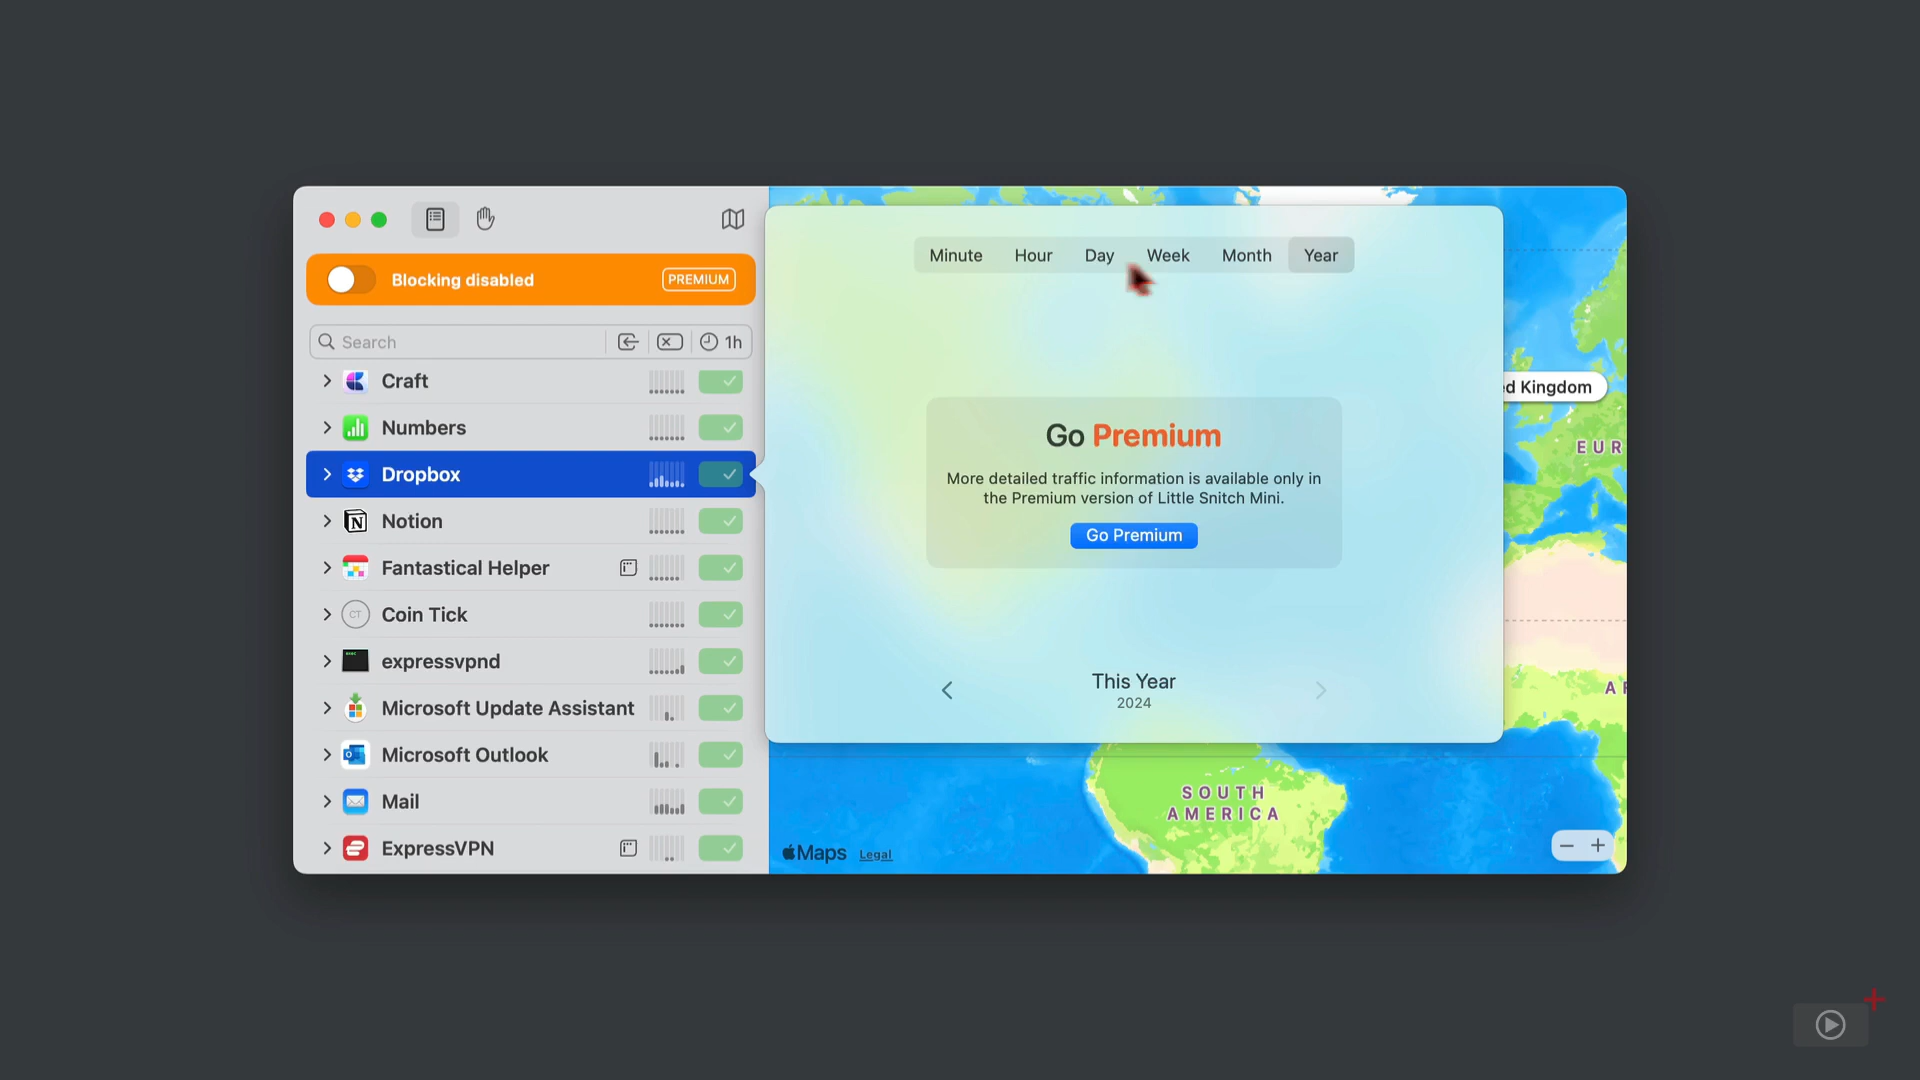 Blocking disabled
PREMIUM
Search
1h
Craft
Numbers
Dropbox
Notion
Fantastical Helper
CT
Coin Tick
expressvpnd
Microsoft Update Assistant
Microsoft Outlook
Mail
ExpressVPN
Minute
Hour
Day
Week
Month
Year
Go Premium
More detailed traffic information is available only in
the Premium version of Little Snitch Mini.
Go Premium
This Year
2024
d Kingdom
EUR
SOUTH
AMERICA
Maps
Legal